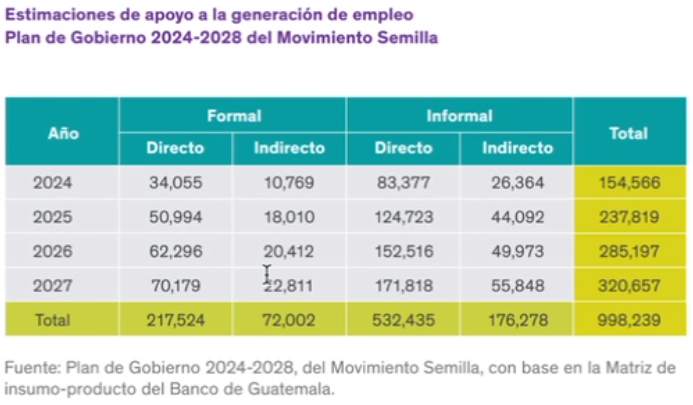 Estimaciones de apoyo a la generación de empleo
Plan de Gobierno 2024-2028 del Movimiento Semilla
Año Formal Informal Total
Directo Indirecto Directo Indirecto
2024 34,055 10,769 83,377 26,364 154,566
2025 50,994 18,010 124,723 44,092 237,819
2026 62,296 20,412 152,516 49,973 285,197
2027 70,179 22,811 171,818 55,848 320,657
Total 217,524 72,002 532,435 176,278 998,239
Fuente: Plan de Gobierno 2024-2028, del Movimiento Semilla, con base en la Matriz de
insumo-producto del Banco de Guatemala.